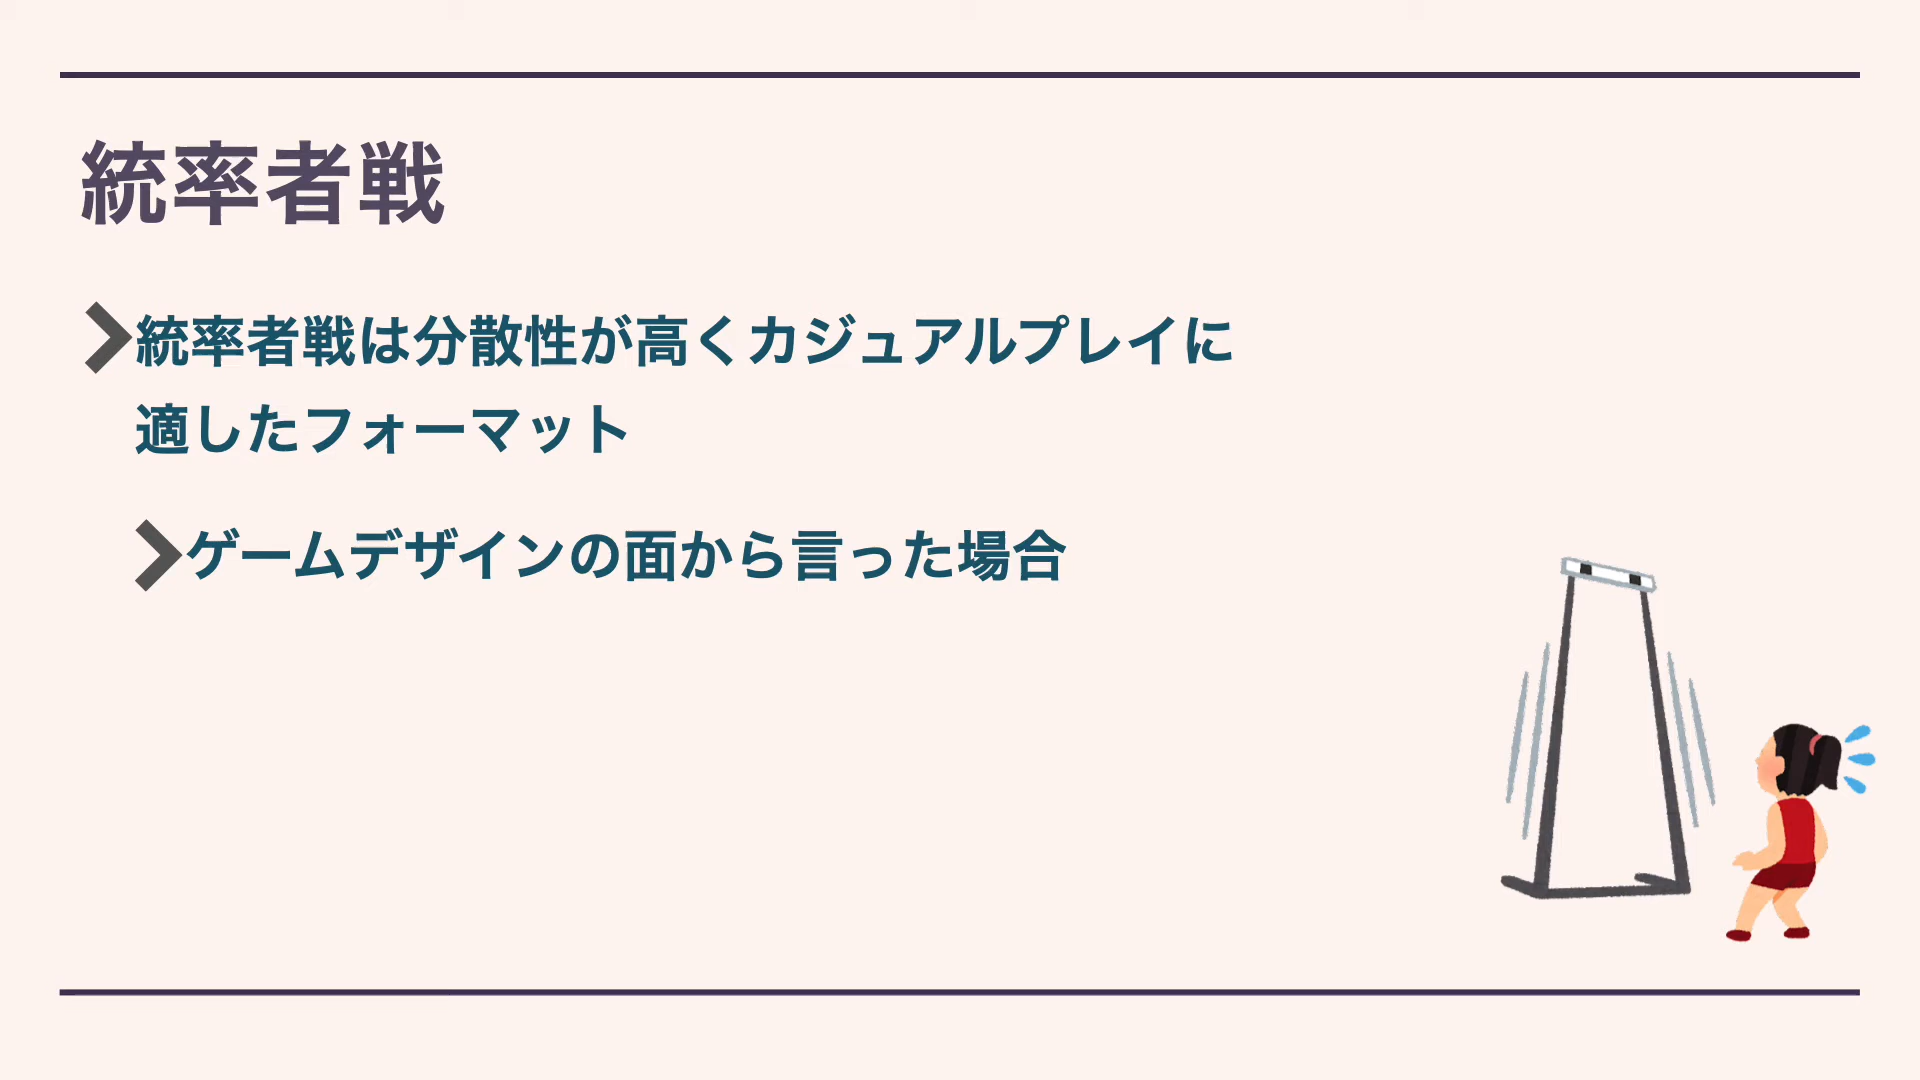 統率者戦
統率者戦は分散性が高くカジュアルプレイに
適したフォーマット
ゲームデザインの面から言った場合